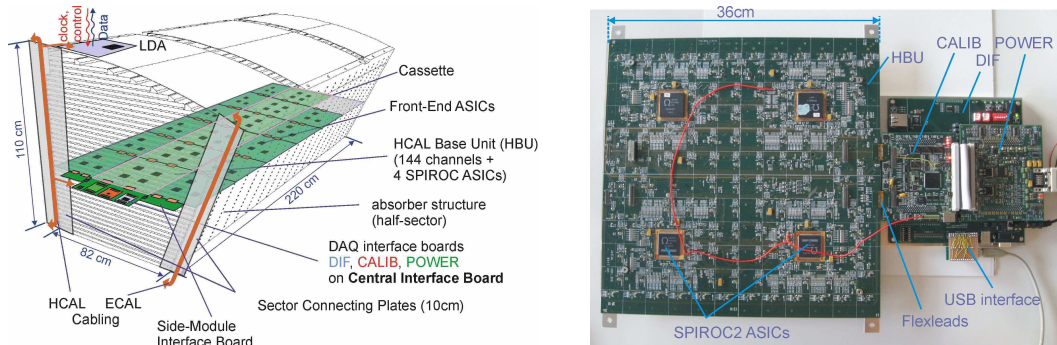 clock,
control
Data
LDA
110 cm
Cassette
Front-End ASICs
HCAL Base Unit (HBU)
(144 channels +
4 SPIROC ASICs)
220 cm
absorber structure
(half-sector)
82 cm
DAQ interface boards
DIF, CALIB, POWER
on Central Interface Board
HCAL ECAL
Cabling
Sector Connecting Plates (10cm)
Side-Module
Interface Board
36cm
HBU
CALIB
DIF
POWER
USB interface
Flexleads
SPIROC2 ASICs